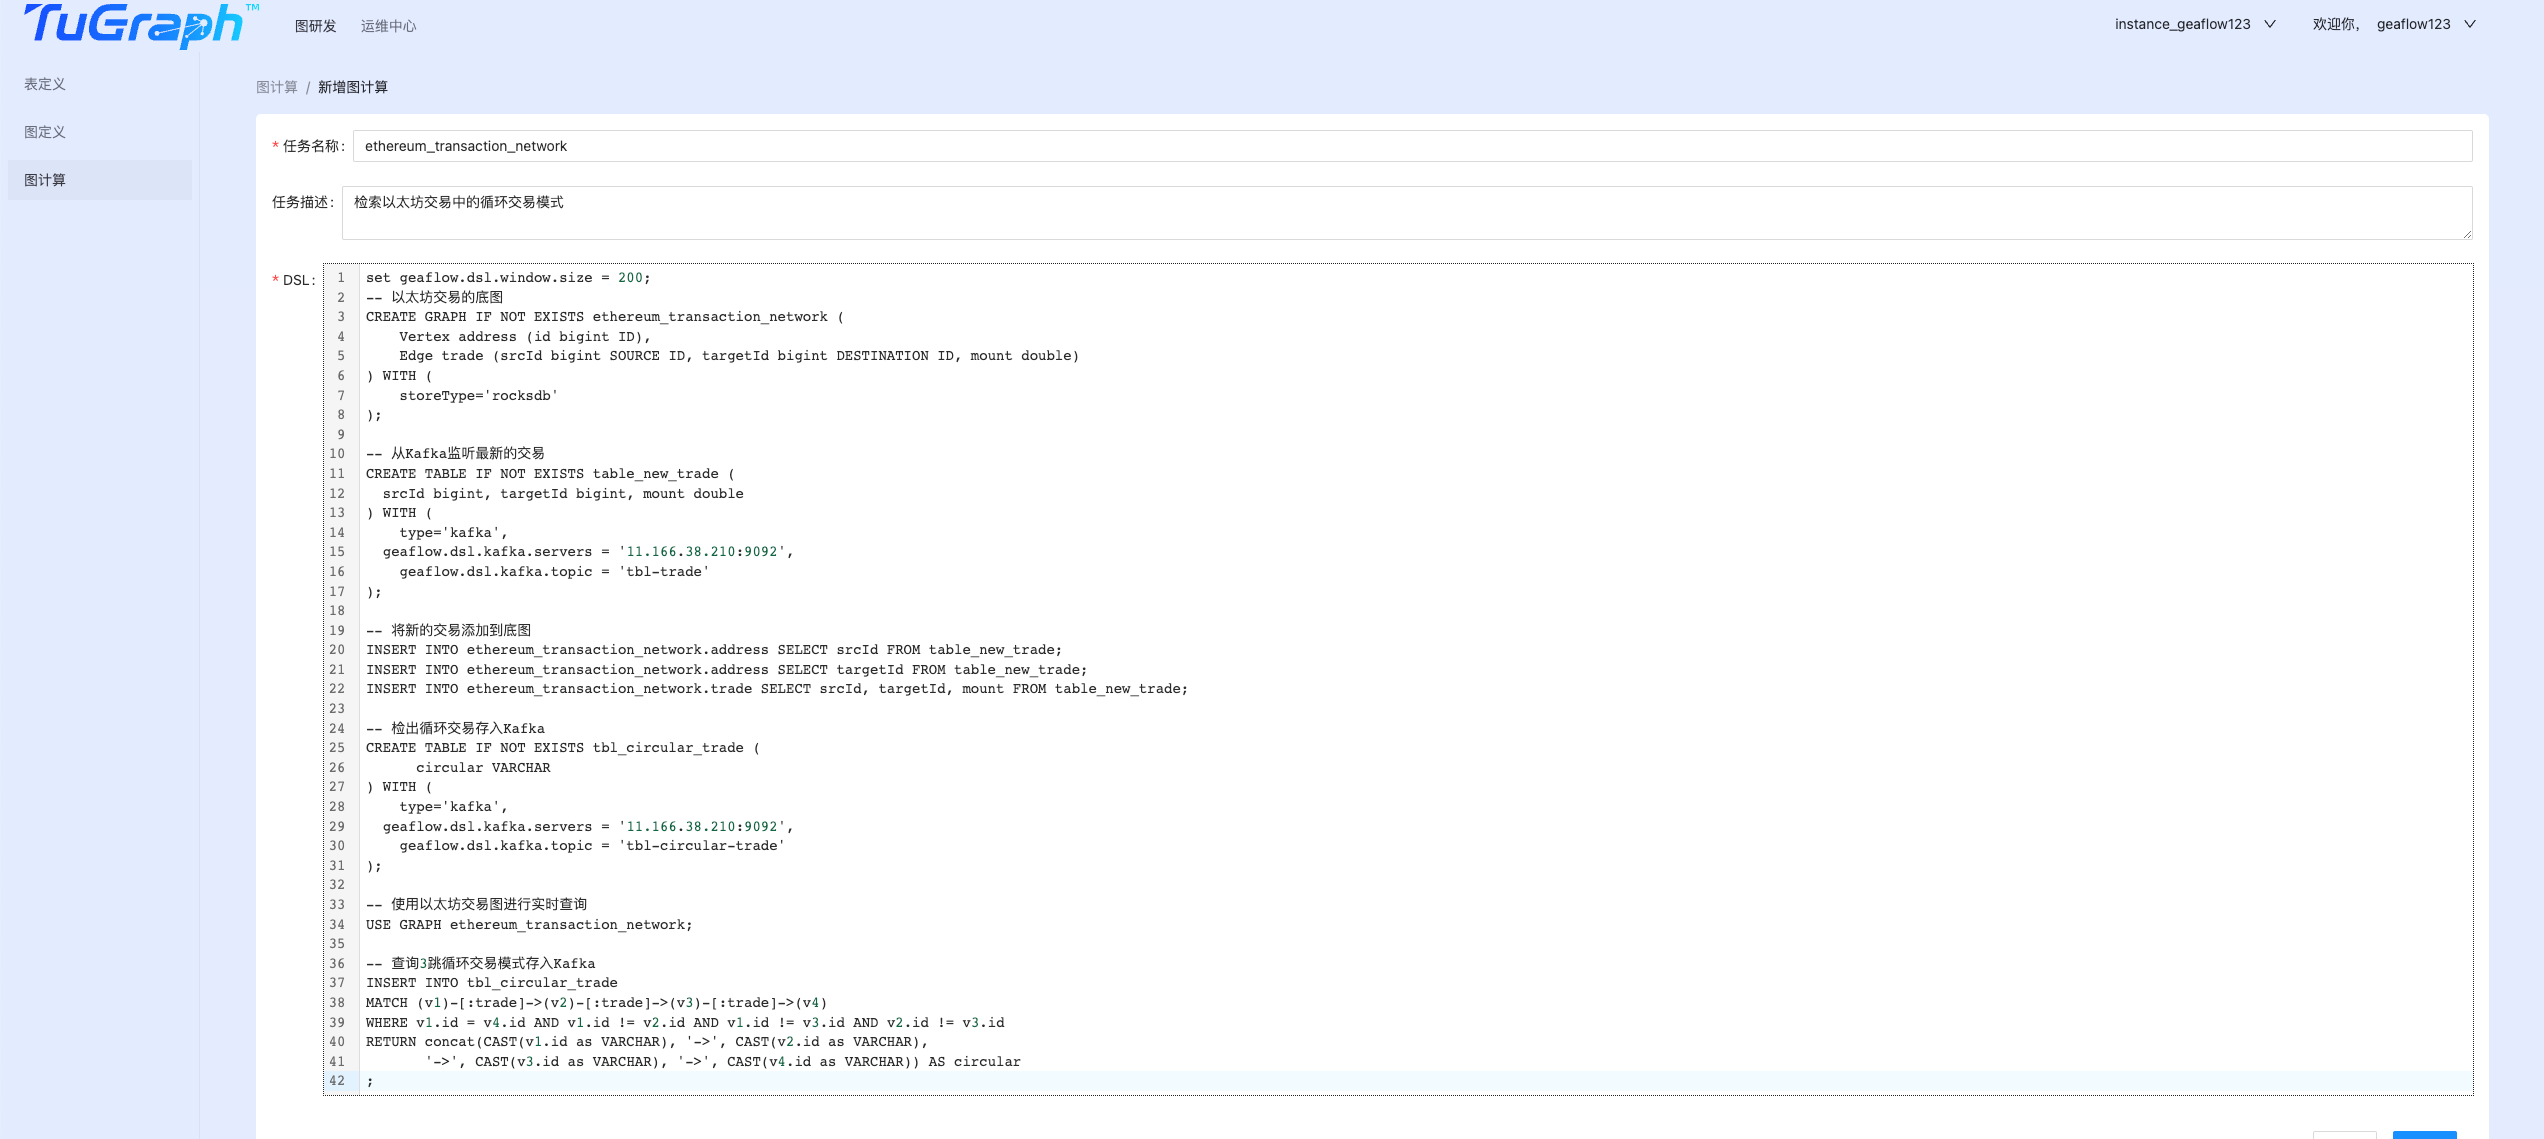 TuGraph™
图研发 运维中心
instance_geaflow123 欢迎你, geaflow123
表定义
图定义
图计算
图计算 / 新增图计算
* 任务名称: ethereum_transaction_network
任务描述: 检索以太坊交易中的循环交易模式
* DSL:
1 set geaflow.dsl.window.size = 200;
2 -- 以太坊交易的底图
3 CREATE GRAPH IF NOT EXISTS ethereum_transaction_network (
4 Vertex address (id bigint ID),
5 Edge trade (srcId bigint SOURCE ID, targetId bigint DESTINATION ID, mount double)
6 ) WITH (
7 storeType='rocksdb'
8 );
9
10 -- 从Kafka监听最新的交易
11 CREATE TABLE IF NOT EXISTS table_new_trade (
12 srcId bigint, targetId bigint, mount double
13 ) WITH (
14 type='kafka',
15 geaflow.dsl.kafka.servers = '11.166.38.210:9092',
16 geaflow.dsl.kafka.topic = 'tbl-trade'
17 );
18
19 -- 将新的交易添加到底图
20 INSERT INTO ethereum_transaction_network.address SELECT srcId FROM table_new_trade;
21 INSERT INTO ethereum_transaction_network.address SELECT targetId FROM table_new_trade;
22 INSERT INTO ethereum_transaction_network.trade SELECT srcId, targetId, mount FROM table_new_trade;
23
24 -- 检出循环交易存入Kafka
25 CREATE TABLE IF NOT EXISTS tbl_circular_trade (
26 circular VARCHAR
27 ) WITH (
28 type='kafka',
29 geaflow.dsl.kafka.servers = '11.166.38.210:9092',
30 geaflow.dsl.kafka.topic = 'tbl-circular-trade'
31 );
32
33 -- 使用以太坊交易图进行实时查询
34 USE GRAPH ethereum_transaction_network;
35
36 -- 查询3跳循环交易模式存入Kafka
37 INSERT INTO tbl_circular_trade
38 MATCH (v1)-[:trade]->(v2)-[:trade]->(v3)-[:trade]->(v4)
39 WHERE v1.id = v4.id AND v1.id != v2.id AND v1.id != v3.id AND v2.id != v3.id
40 RETURN concat(CAST(v1.id as VARCHAR), '->', CAST(v2.id as VARCHAR),
41 '->', CAST(v3.id as VARCHAR), '->', CAST(v4.id as VARCHAR)) AS circular
42 ;